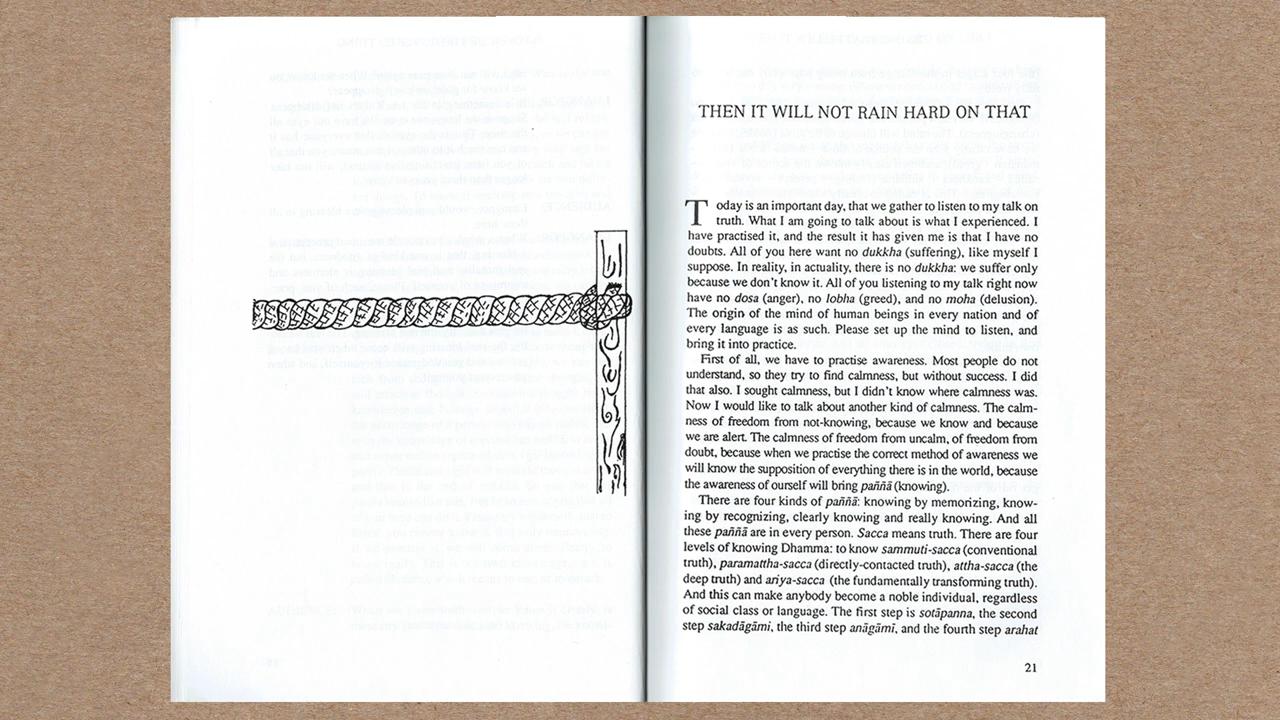 THEN IT WILL NOT RAIN HARD ON THAT
Today is an important day, that we gather to listen to my talk on
truth. What I am going to talk about is what I experienced. I
have practised it, and the result it has given me is that I have no
doubts. All of you here want no dukkha (suffering), like myself I
suppose. In reality, in actuality, there is no dukkha: we suffer only
because we don't know it. All of you listening to my talk right now
have no dosa (anger), no lobha (greed), and no moha (delusion).
The origin of the mind of human beings in every nation and of
every language is as such. Please set up the mind to listen, and
bring it into practice.
First of all, we have to practise awareness. Most people do not
understand, so they try to find calmness, but without success. I did
that also. I sought calmness, but I didn't know where calmness was.
Now I would like to talk about another kind of calmness. The calm-
ness of freedom from not-knowing, because we know and because
we are alert. The calmness of freedom from uncalm, of freedom from
doubt, because when we practise the correct method of awareness we
will know the supposition of everything there is in the world, because
the awareness of ourself will bring paññā (knowing).
There are four kinds of paññā: knowing by memorizing, know-
ing by recognizing, clearly knowing and really knowing. And all
these paññā are in every person. Sacca means truth. There are four
levels of knowing Dhamma: to know sammuti-sacca (conventional
truth), paramattha-sacca (directly-contacted truth), attha-sacca (the
deep truth) and ariya-sacca (the fundamentally transforming truth).
And this can make anybody become a noble individual, regardless
of social class or language. The first step is sotāpanna, the second
step sakadāgāmi, the third step anāgāmi, and the fourth step arahat
21